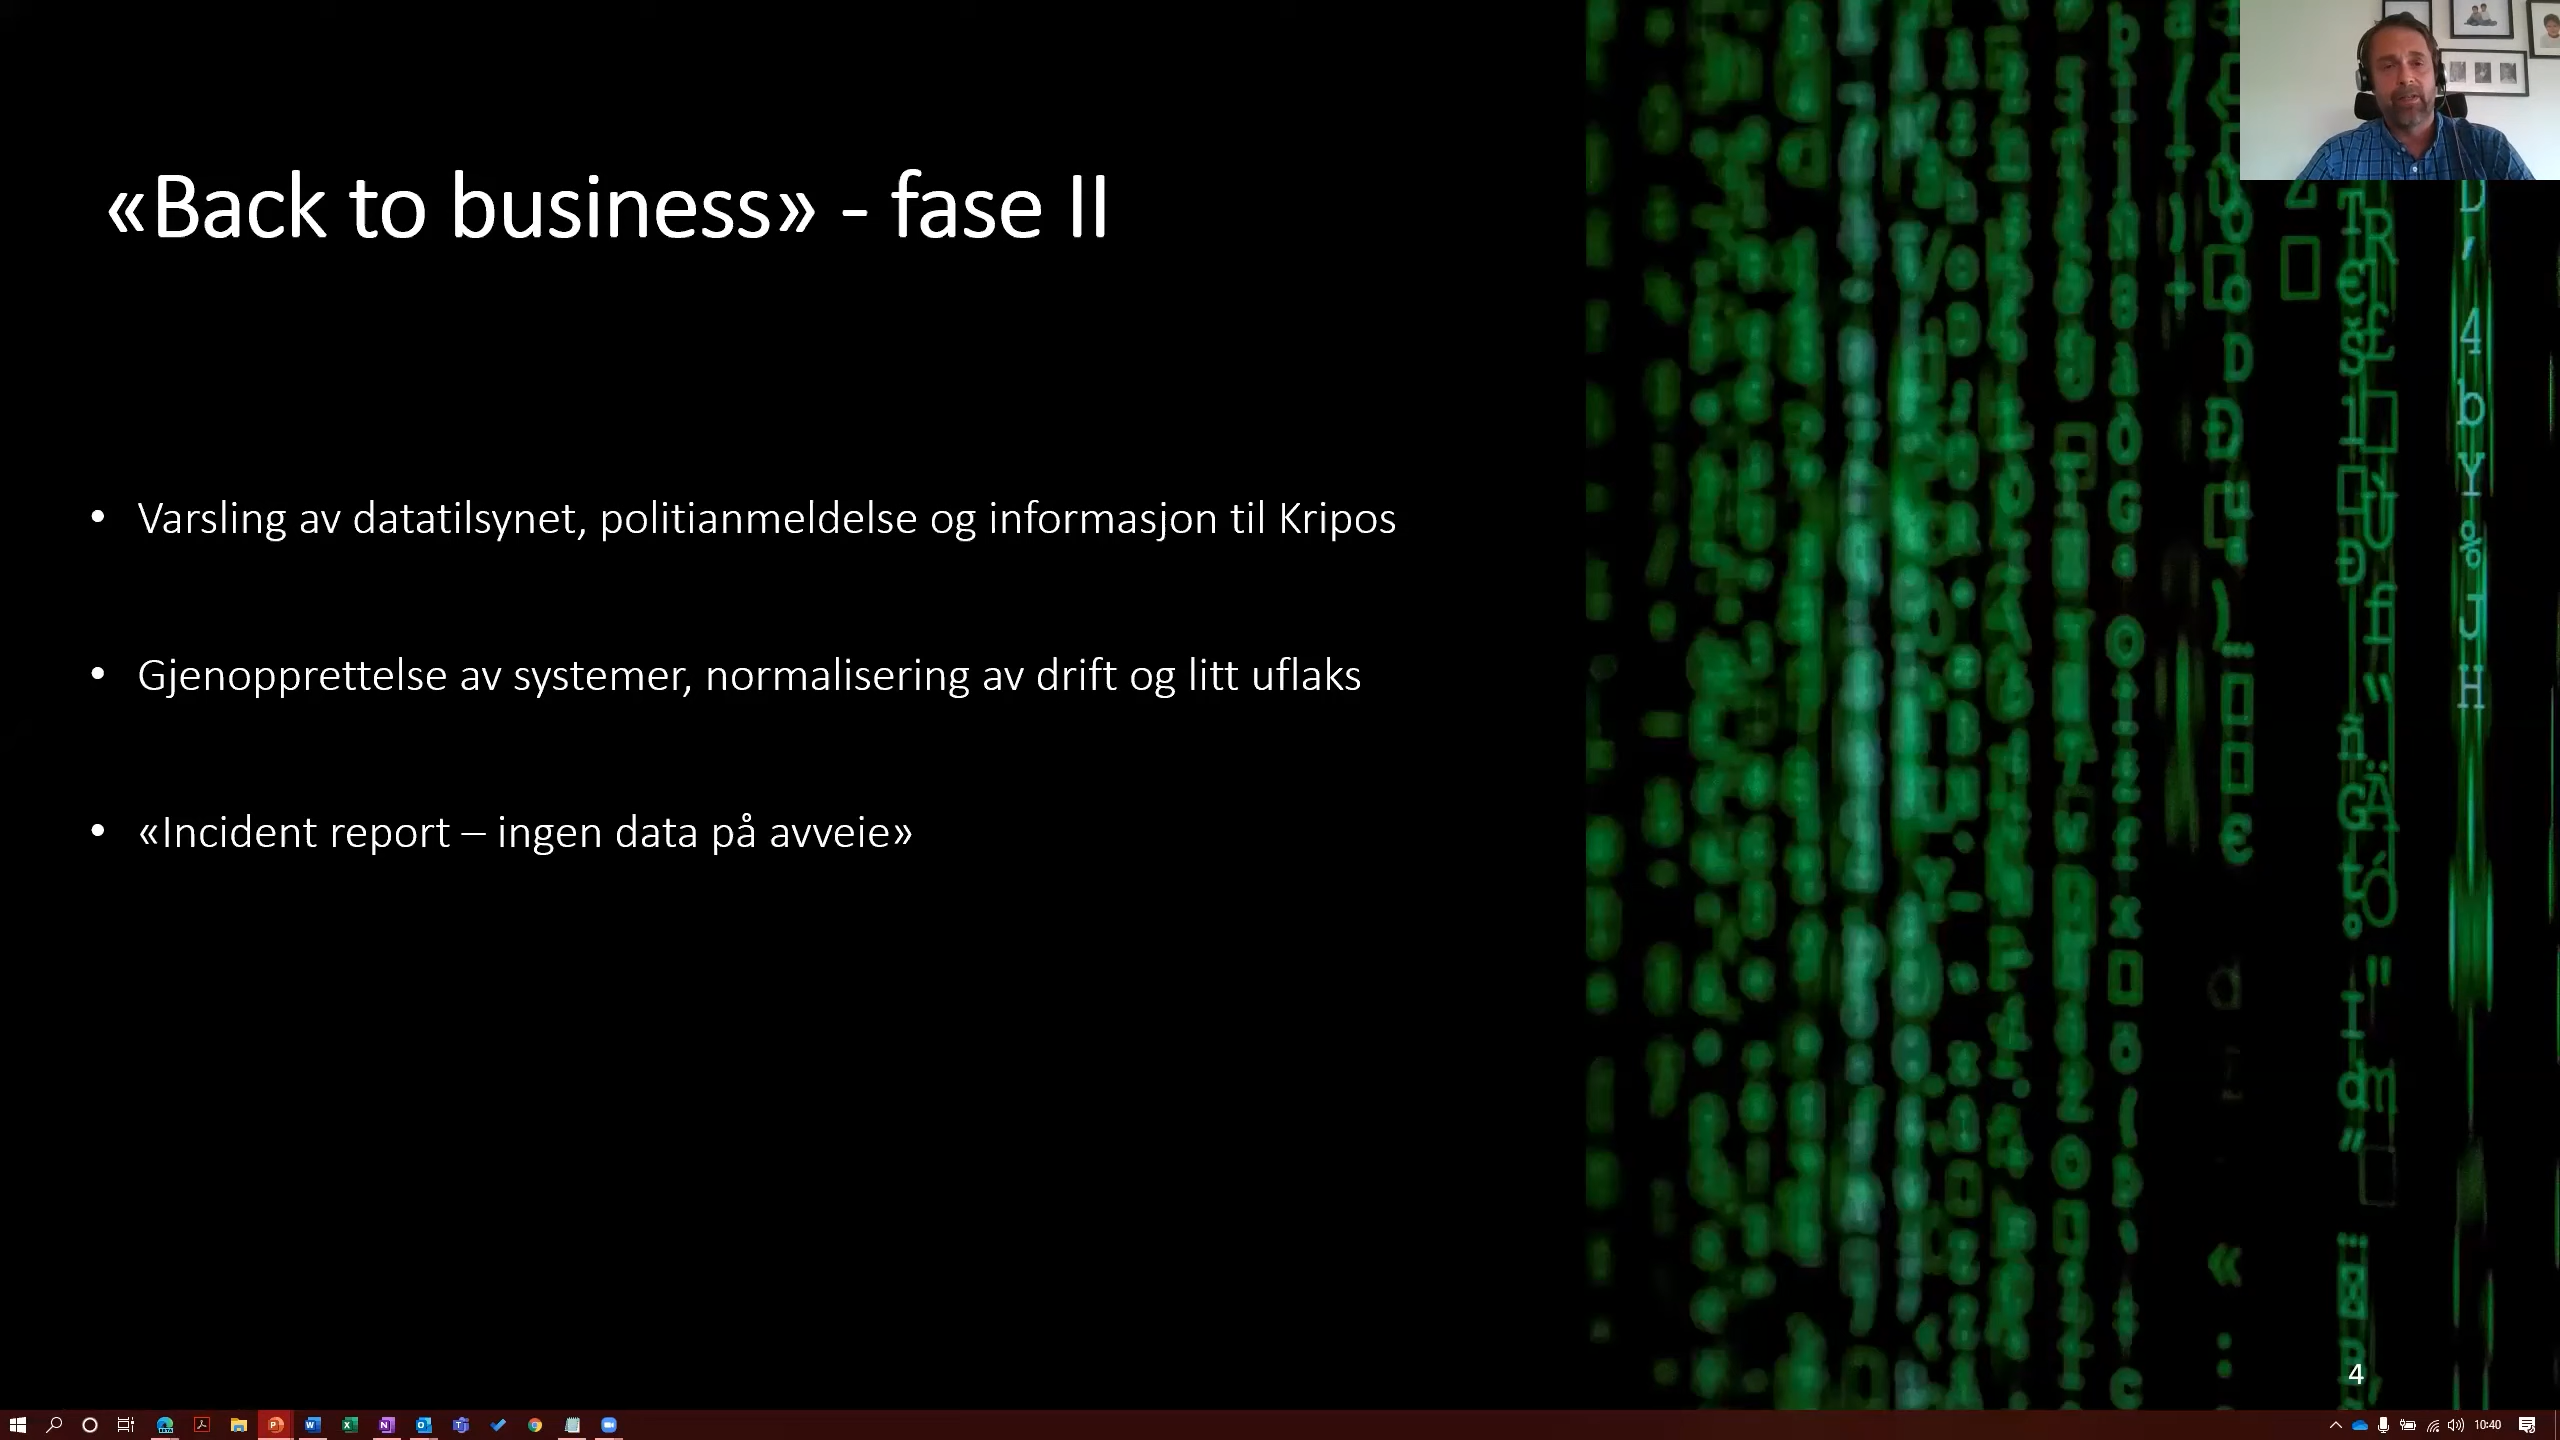 «Back to business» - fase II
• Varsling av datatilsynet, politianmeldelse og informasjon til Kripos
• Gjenopprettelse av systemer, normalisering av drift og litt uflaks
• «Incident report – ingen data på avveie»
4
10:40